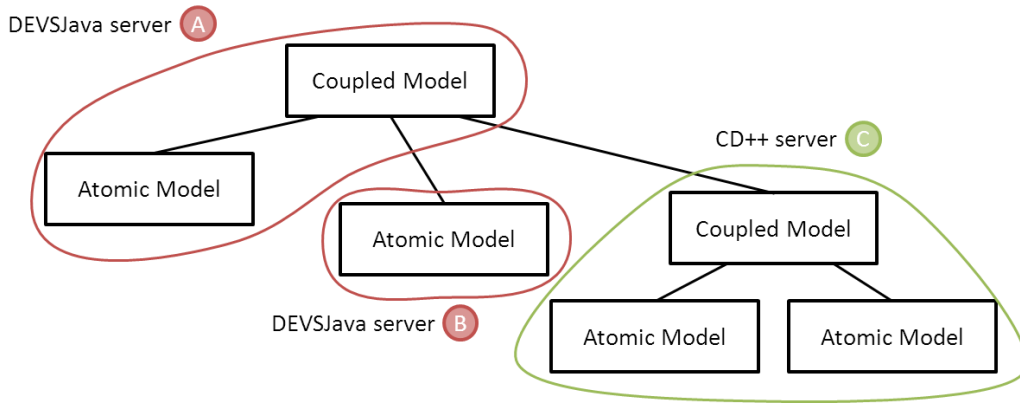 DEVSJava server A
Coupled Model
CD++ server C
Atomic Model
Coupled Model
Atomic Model
DEVSJava server B
Atomic Model
Atomic Model